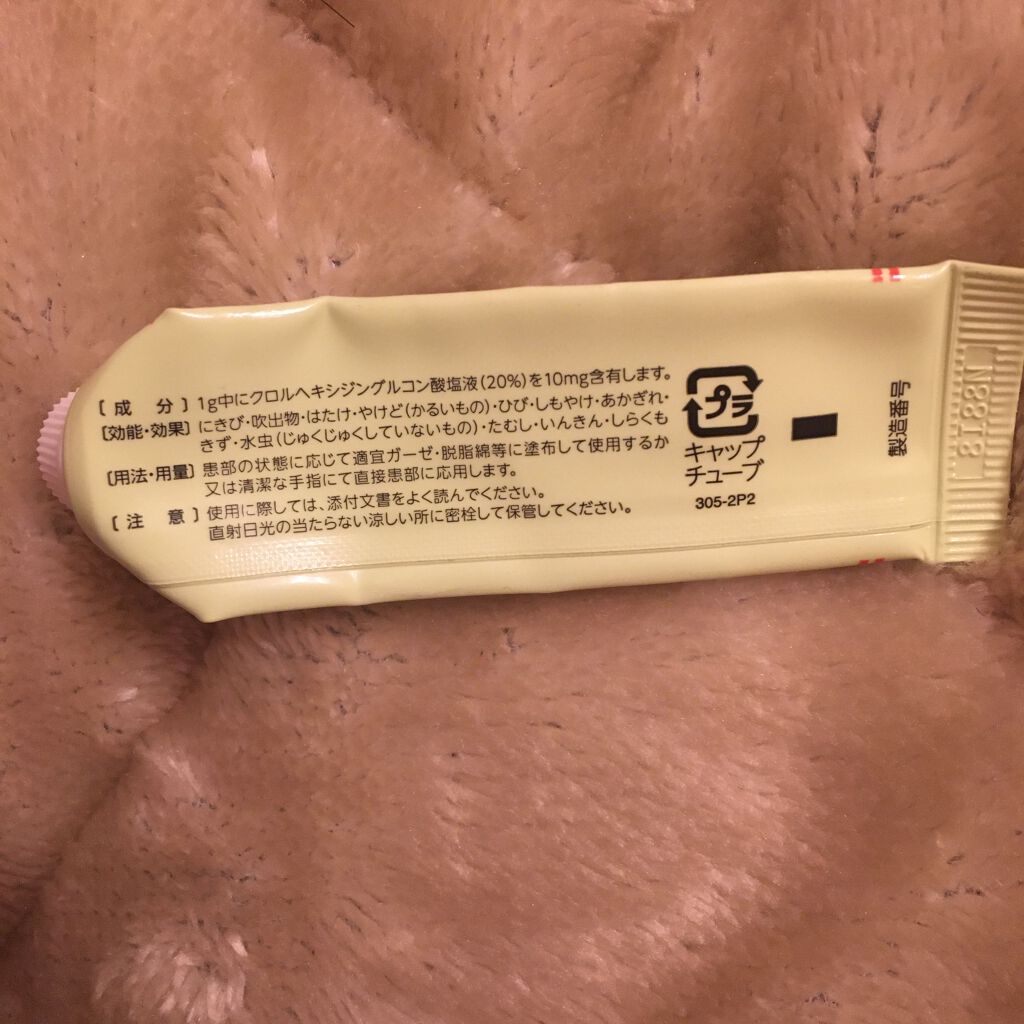 [成　分] 1g中にクロルヘキシジングルコン酸塩液(20%)を10mg含有します。
[効能・効果] にきび・吹出物・はたけ・やけど(かるいもの)・ひび・しもやけ・あかぎれ・
きず・水虫(じゅくじゅくしていないもの)・たむし・いんきん・しらくも
[用法・用量] 患部の状態に応じて適宜ガーゼ・脱脂綿等に塗布して使用するか
又は清潔な手指にて直接患部に応用します。
[注　意] 使用に際しては、添付文書をよく読んでください。
直射日光の当たらない涼しい所に密栓して保管してください。
プラ
キャップ
チューブ
305-2P2
製造番号